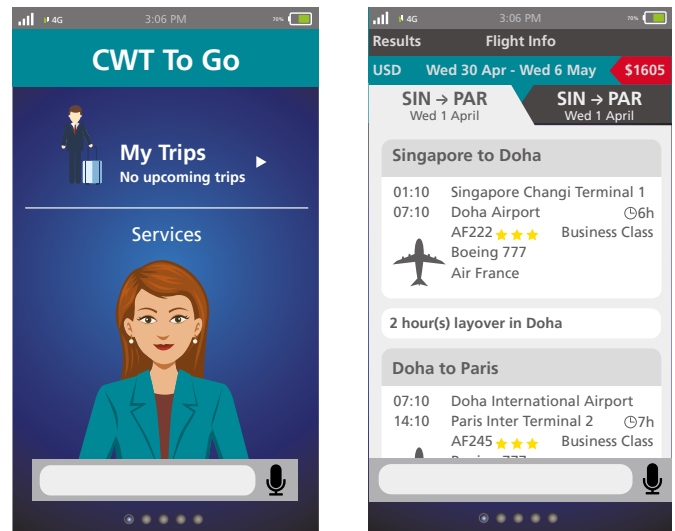 4G
3:06 PM
70%
CWT To Go
My Trips
No upcoming trips
Services
4G
3:06 PM
70%
Results Flight Info
USD Wed 30 Apr - Wed 6 May $1605
SIN → PAR
Wed 1 April
SIN → PAR
Wed 1 April
Singapore to Doha
01:10 Singapore Changi Terminal 1
07:10 Doha Airport 6h
AF222 Business Class
Boeing 777
Air France
2 hour(s) layover in Doha
Doha to Paris
07:10 Doha International Airport
14:10 Paris Inter Terminal 2 7h
AF245 Business Class